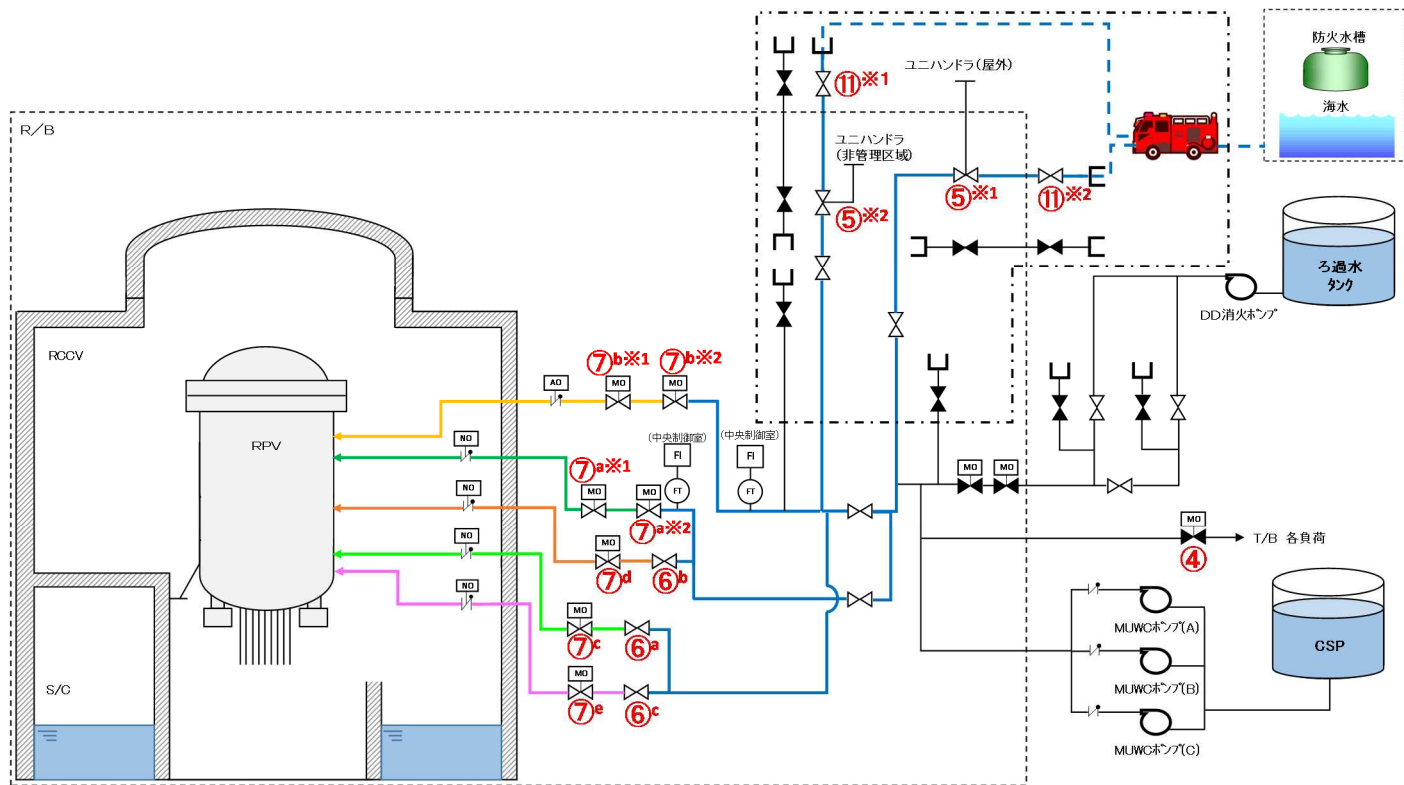 防火水槽
海水
ユニハンドラ(屋外)
⑪※1
R/B
ユニハンドラ
(非管理区域)
⑤※2
⑤※1
⑪※2
ろ過水
タンク
DD消火ポンプ
RCCV
RPV
S/C
⑦b※1
⑦b※2
AO
MO
MO
(中央制御室)
(中央制御室)
FI
FI
FT
FT
NO
⑦a※1
MO
MO
⑦a※2
NO
MO
⑦d
⑥b
NO
MO
⑦c
⑥a
NO
MO
⑦e
⑥c
MO
MO
MO
④
T/B 各負荷
MUWCポンプ(A)
MUWCポンプ(B)
MUWCポンプ(C)
CSP